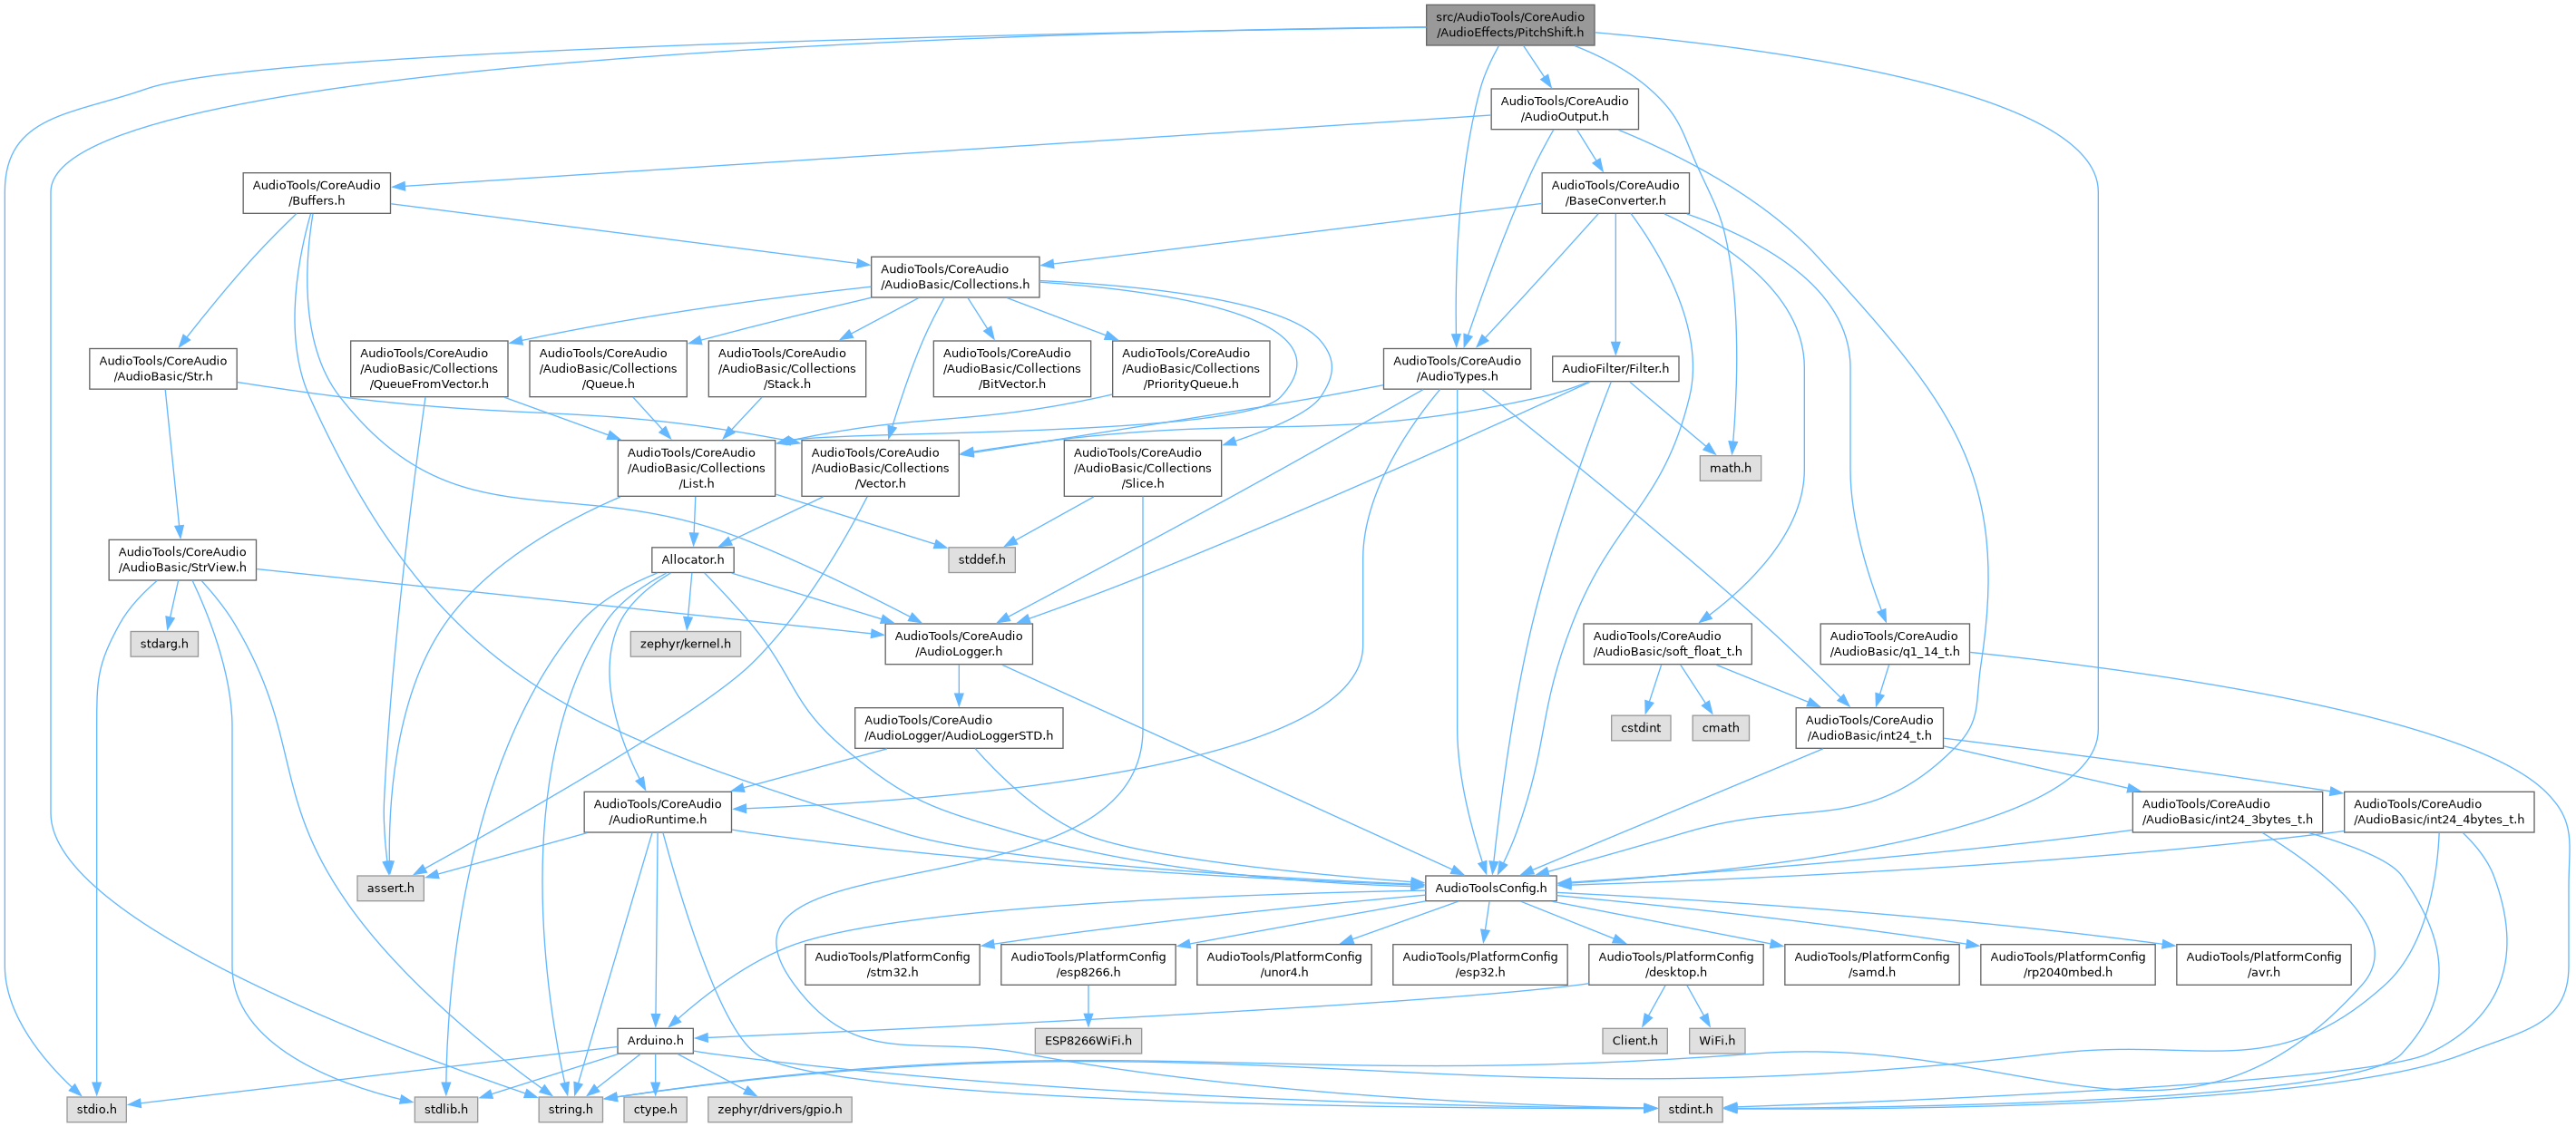 src/AudioTools/CoreAudio
/AudioEffects/PitchShift.h
AudioTools/CoreAudio
/AudioOutput.h
AudioTools/CoreAudio
/Buffers.h
AudioTools/CoreAudio
/BaseConverter.h
AudioTools/CoreAudio
/AudioBasic/Collections.h
AudioTools/CoreAudio
/AudioBasic/Str.h
AudioTools/CoreAudio
/AudioBasic/Collections
/QueueFromVector.h
AudioTools/CoreAudio
/AudioBasic/Collections
/Queue.h
AudioTools/CoreAudio
/AudioBasic/Collections
/Stack.h
AudioTools/CoreAudio
/AudioBasic/Collections
/BitVector.h
AudioTools/CoreAudio
/AudioBasic/Collections
/PriorityQueue.h
AudioTools/CoreAudio
/AudioTypes.h
AudioFilter/Filter.h
AudioTools/CoreAudio
/AudioBasic/Collections
/List.h
AudioTools/CoreAudio
/AudioBasic/Collections
/Vector.h
AudioTools/CoreAudio
/AudioBasic/Collections
/Slice.h
math.h
AudioTools/CoreAudio
/AudioBasic/StrView.h
Allocator.h
stddef.h
stdarg.h
zephyr/kernel.h
AudioTools/CoreAudio
/AudioLogger.h
AudioTools/CoreAudio
/AudioBasic/soft_float_t.h
AudioTools/CoreAudio
/AudioBasic/q1_14_t.h
AudioTools/CoreAudio
/AudioLogger/AudioLoggerSTD.h
cstdint
cmath
AudioTools/CoreAudio
/AudioBasic/int24_t.h
AudioTools/CoreAudio
/AudioRuntime.h
AudioTools/CoreAudio
/AudioBasic/int24_3bytes_t.h
AudioTools/CoreAudio
/AudioBasic/int24_4bytes_t.h
assert.h
AudioToolsConfig.h
AudioTools/PlatformConfig
/stm32.h
AudioTools/PlatformConfig
/esp8266.h
AudioTools/PlatformConfig
/unor4.h
AudioTools/PlatformConfig
/esp32.h
AudioTools/PlatformConfig
/desktop.h
AudioTools/PlatformConfig
/samd.h
AudioTools/PlatformConfig
/rp2040mbed.h
AudioTools/PlatformConfig
/avr.h
Arduino.h
ESP8266WiFi.h
Client.h
WiFi.h
stdio.h
stdlib.h
string.h
ctype.h
zephyr/drivers/gpio.h
stdint.h